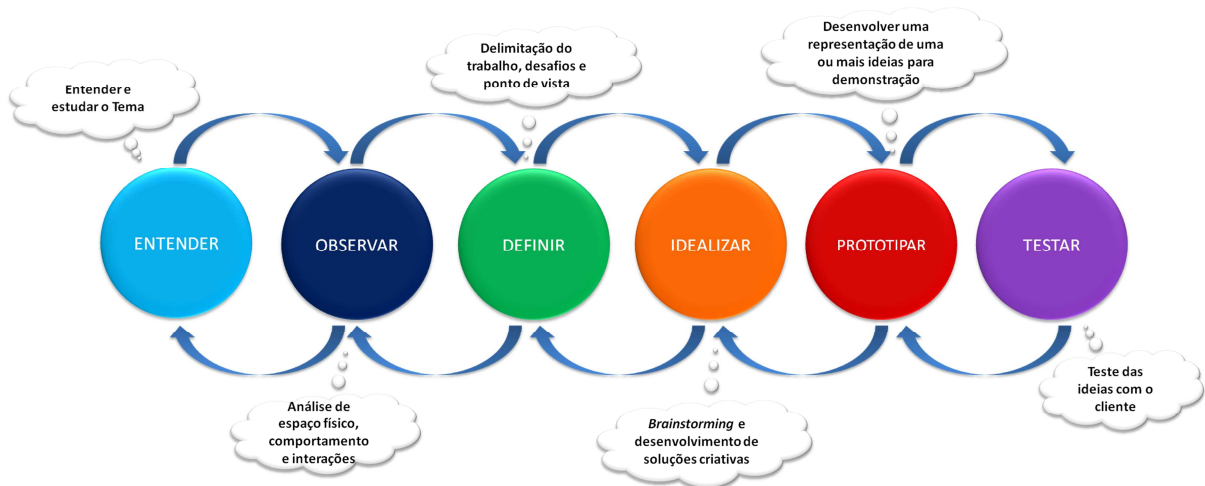 Entender e
estudar o Tema
Delimitação do
trabalho, desafios e
ponto de vista
Desenvolver uma
representação de uma
ou mais ideias para
demonstração
ENTENDER
OBSERVAR
DEFINIR
IDEALIZAR
PROTOTIPAR
TESTAR
Análise de
espaço físico,
comportamento
e interações
Brainstorming e
desenvolvimento de
soluções criativas
Teste das
ideias com o
cliente